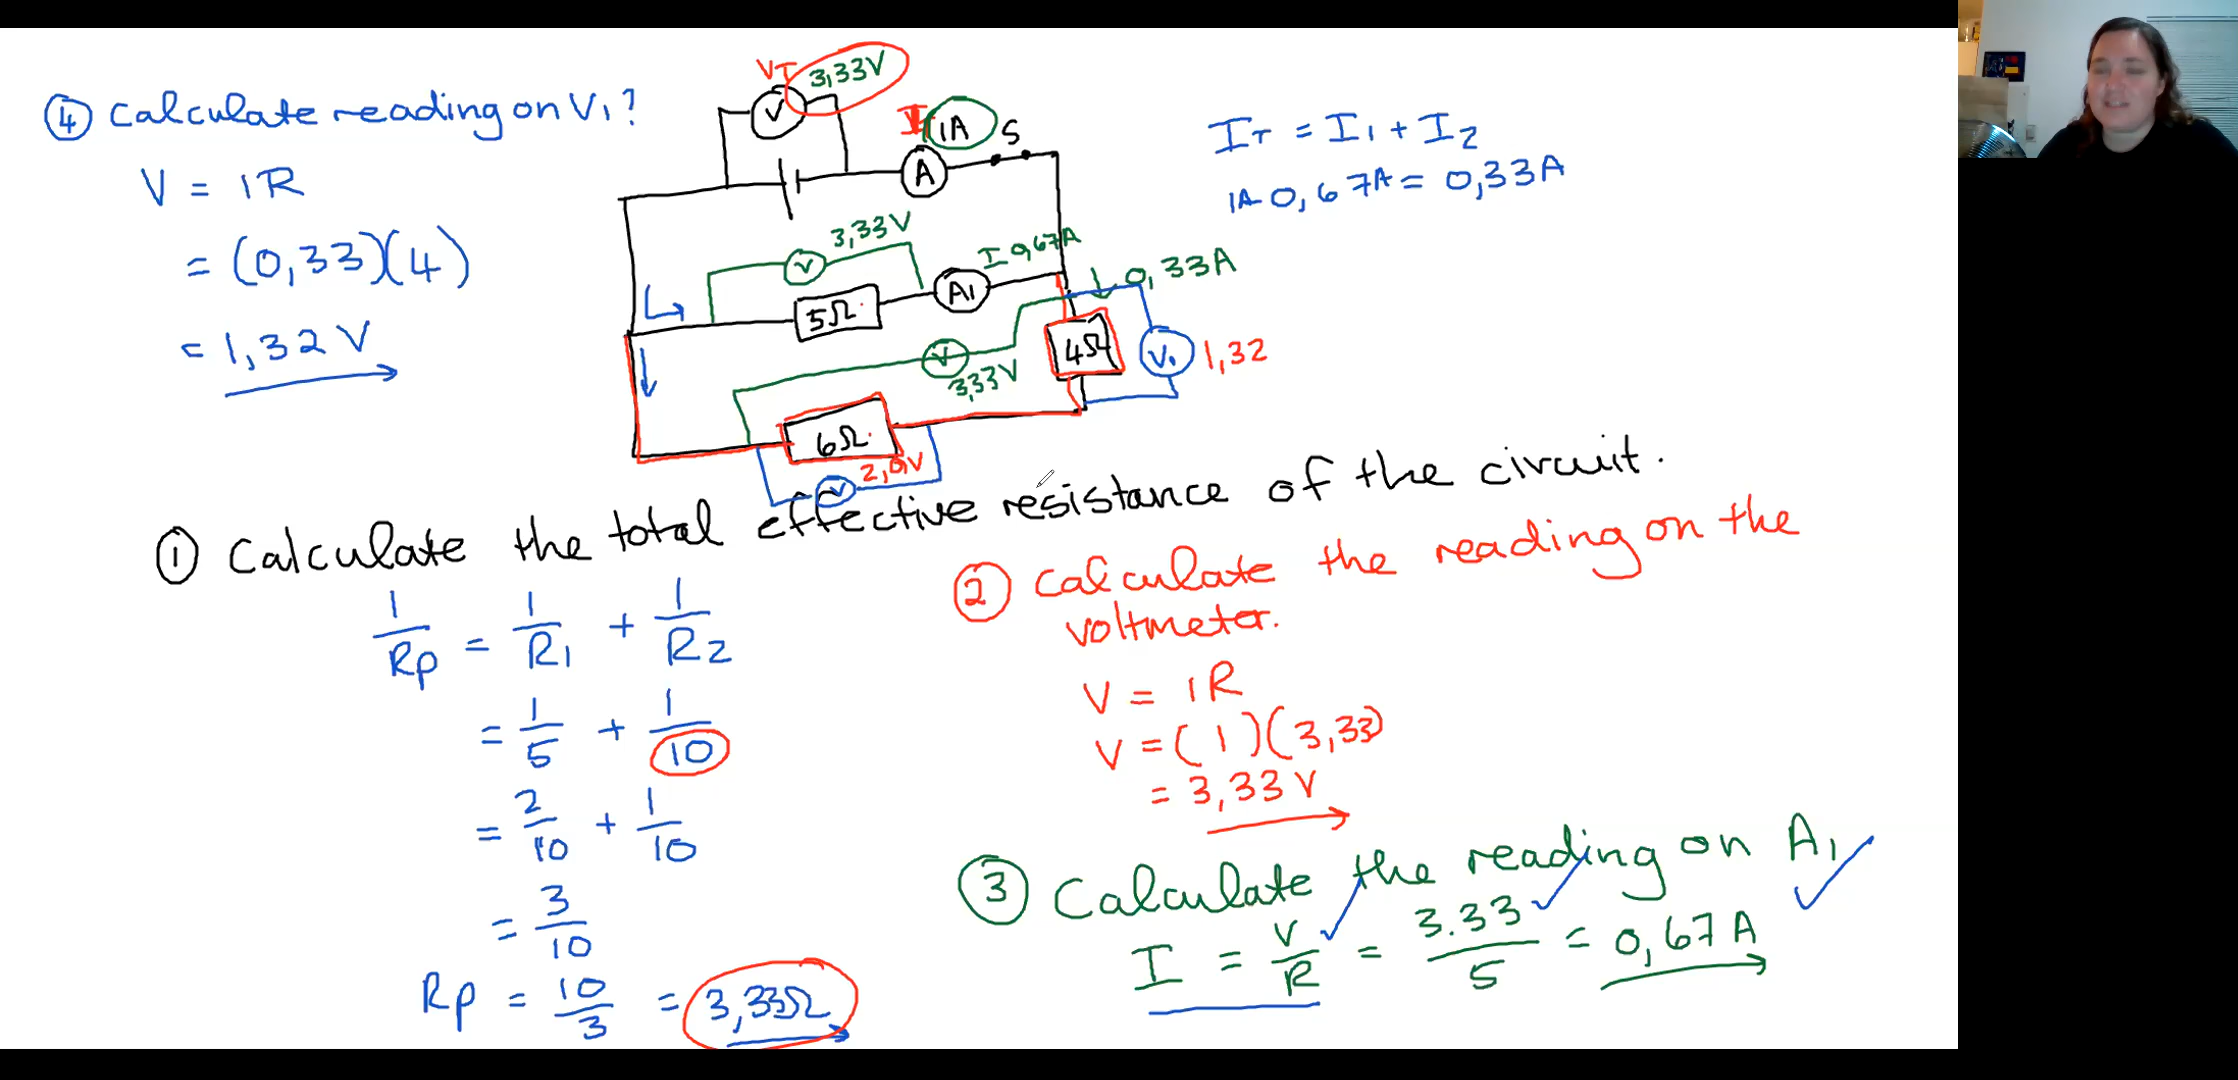 ④ Calculate reading on V1?
V = IR
= (0,33)(4)
= 1,32 V
VT 3,33V
V
I 1A S
A
IT = I1 + I2
1A - 0,67A = 0,33A
3,33V
V
I 0,67A
0,33A
5Ω
A1
V
3,33V
4Ω
V1
1,32
6Ω
V
① Calculate the total effective resistance of the circuit.
1/Rp = 1/R1 + 1/R2
= 1/5 + 1/10
= 2/10 + 1/10
= 3/10
Rp = 10/3 = 3,33Ω
② Calculate the reading on the
voltmeter.
V = IR
V = (1)(3,33)
= 3,33 V
③ Calculate the reading on A1
I = V/R = 3.33/5 = 0,67 A